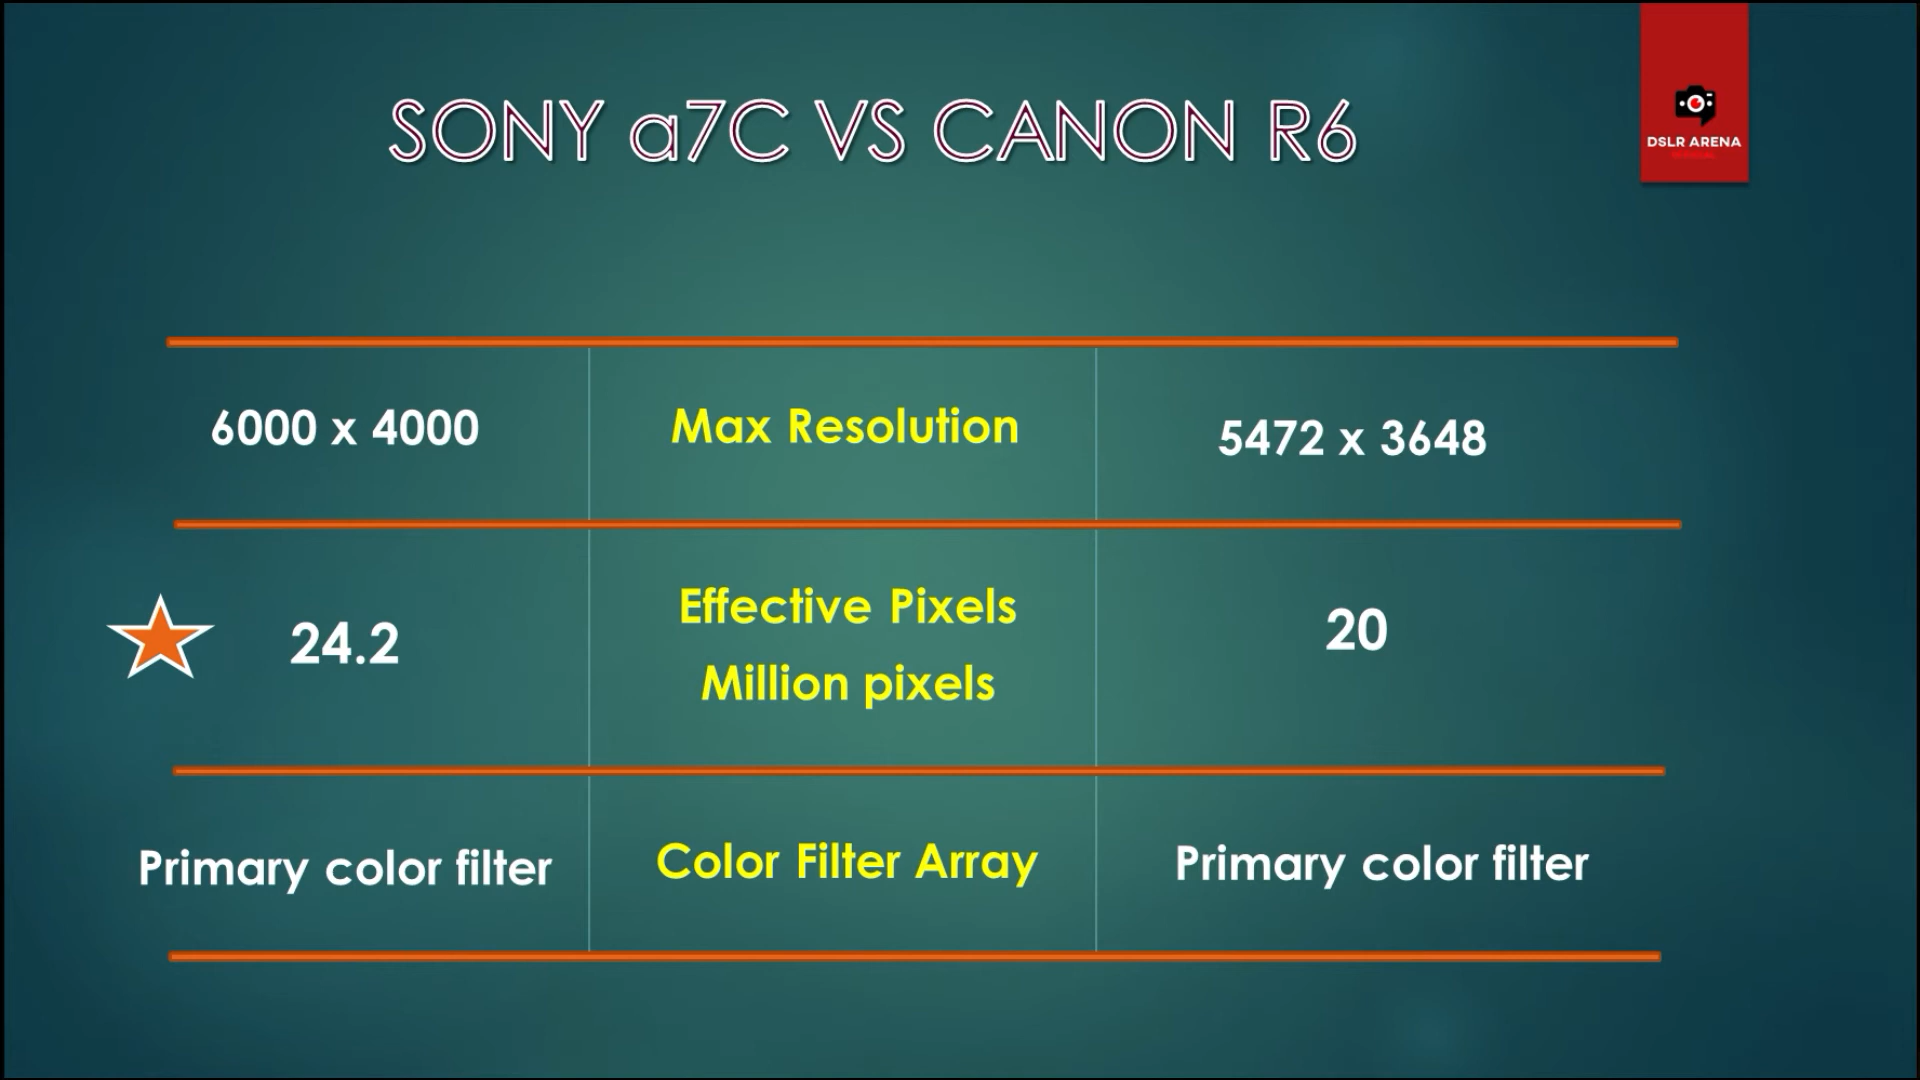 SONY a7C VS CANON R6
DSLR ARENA
6000 x 4000
Max Resolution
5472 x 3648
24.2
Effective Pixels
Million pixels
20
Primary color filter
Color Filter Array
Primary color filter